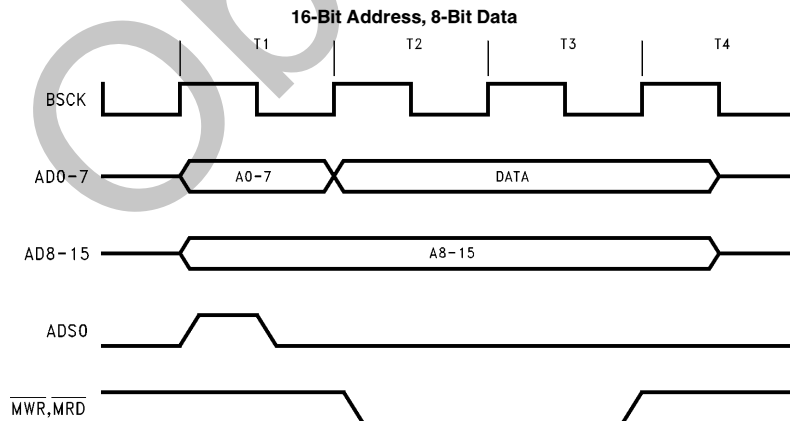 16-Bit Address, 8-Bit Data
T1 T2 T3 T4
BSCK
AD0-7 A0-7 DATA
AD8-15 A8-15
ADS0
MWR,MRD